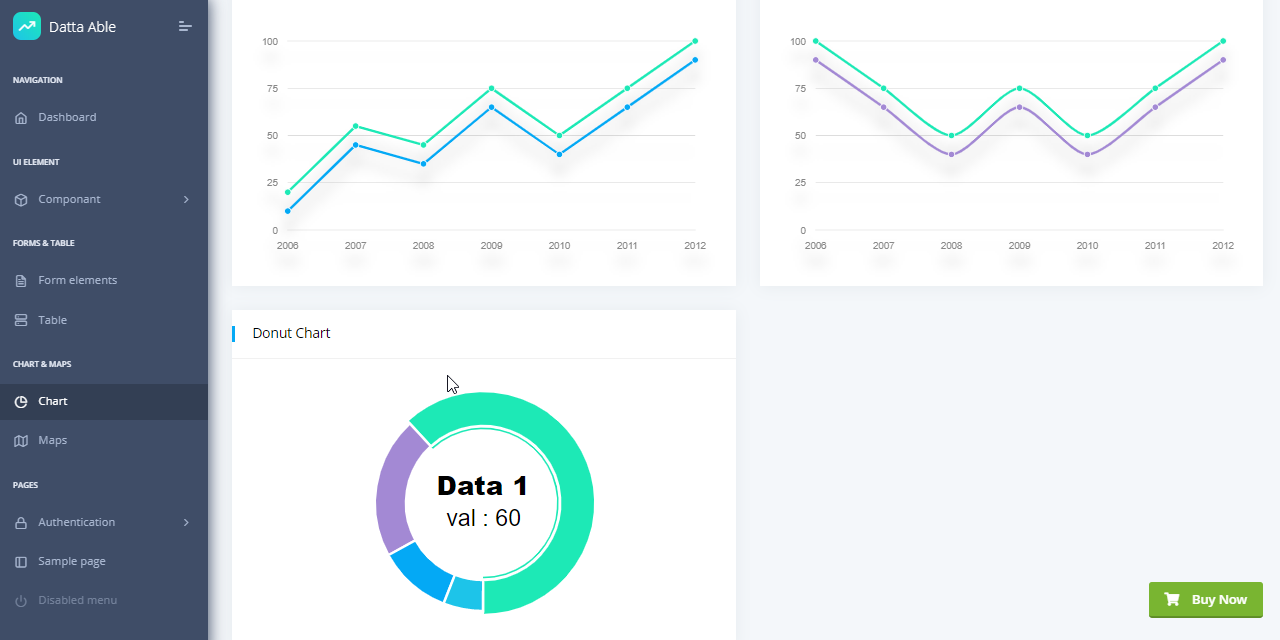 Datta Able
NAVIGATION
Dashboard
UI ELEMENT
Componant
FORMS & TABLE
Form elements
Table
CHART & MAPS
Chart
Maps
PAGES
Authentication
Sample page
Disabled menu
100
75
50
25
0
2006 2007 2008 2009 2010 2011 2012
100
75
50
25
0
2006 2007 2008 2009 2010 2011 2012
Donut Chart
Data 1
val : 60
Buy Now